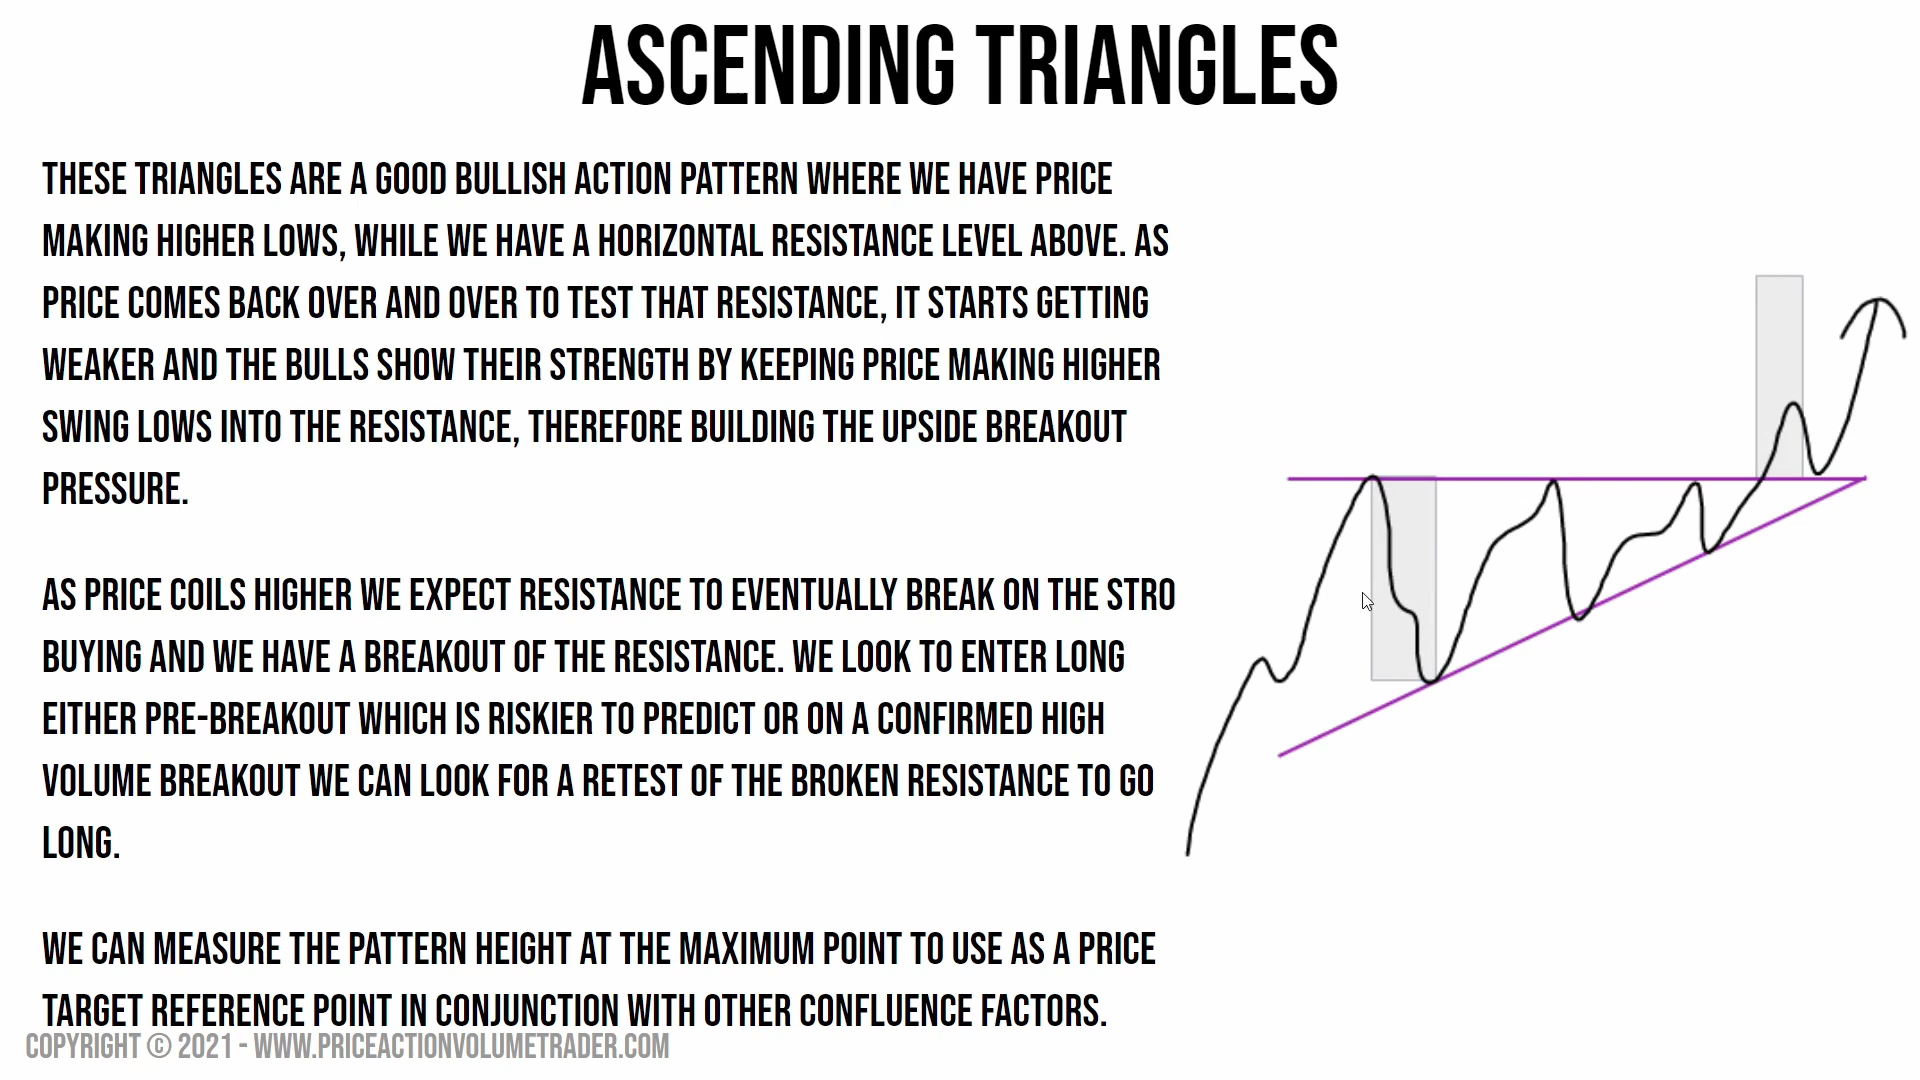 ASCENDING TRIANGLES
THESE TRIANGLES ARE A GOOD BULLISH ACTION PATTERN WHERE WE HAVE PRICE
MAKING HIGHER LOWS, WHILE WE HAVE A HORIZONTAL RESISTANCE LEVEL ABOVE. AS
PRICE COMES BACK OVER AND OVER TO TEST THAT RESISTANCE, IT STARTS GETTING
WEAKER AND THE BULLS SHOW THEIR STRENGTH BY KEEPING PRICE MAKING HIGHER
SWING LOWS INTO THE RESISTANCE, THEREFORE BUILDING THE UPSIDE BREAKOUT
PRESSURE.
AS PRICE COILS HIGHER WE EXPECT RESISTANCE TO EVENTUALLY BREAK ON THE STRO
BUYING AND WE HAVE A BREAKOUT OF THE RESISTANCE. WE LOOK TO ENTER LONG
EITHER PRE-BREAKOUT WHICH IS RISKIER TO PREDICT OR ON A CONFIRMED HIGH
VOLUME BREAKOUT WE CAN LOOK FOR A RETEST OF THE BROKEN RESISTANCE TO GO
LONG.
WE CAN MEASURE THE PATTERN HEIGHT AT THE MAXIMUM POINT TO USE AS A PRICE
TARGET REFERENCE POINT IN CONJUNCTION WITH OTHER CONFLUENCE FACTORS.
COPYRIGHT © 2021 - WWW.PRICEACTIONVOLUMETRADER.COM